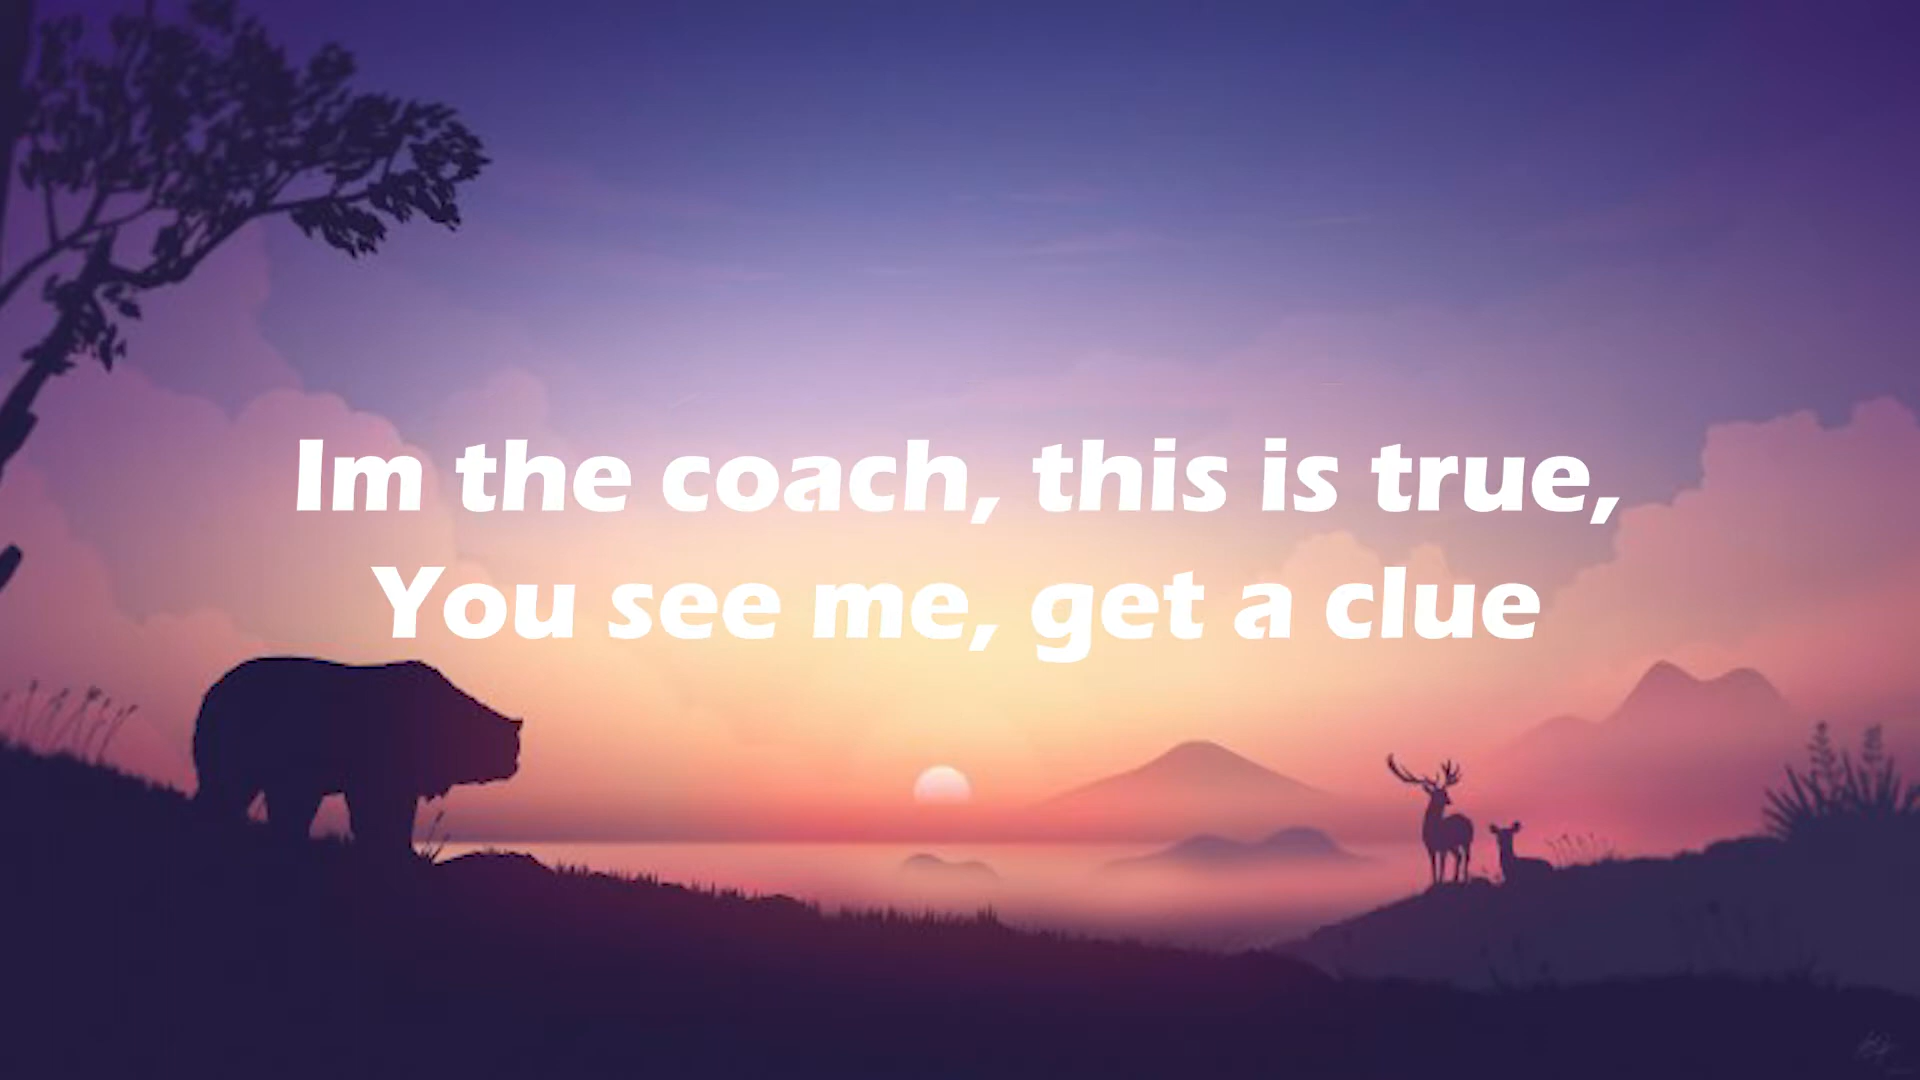 Im the coach, this is true,
You see me, get a clue